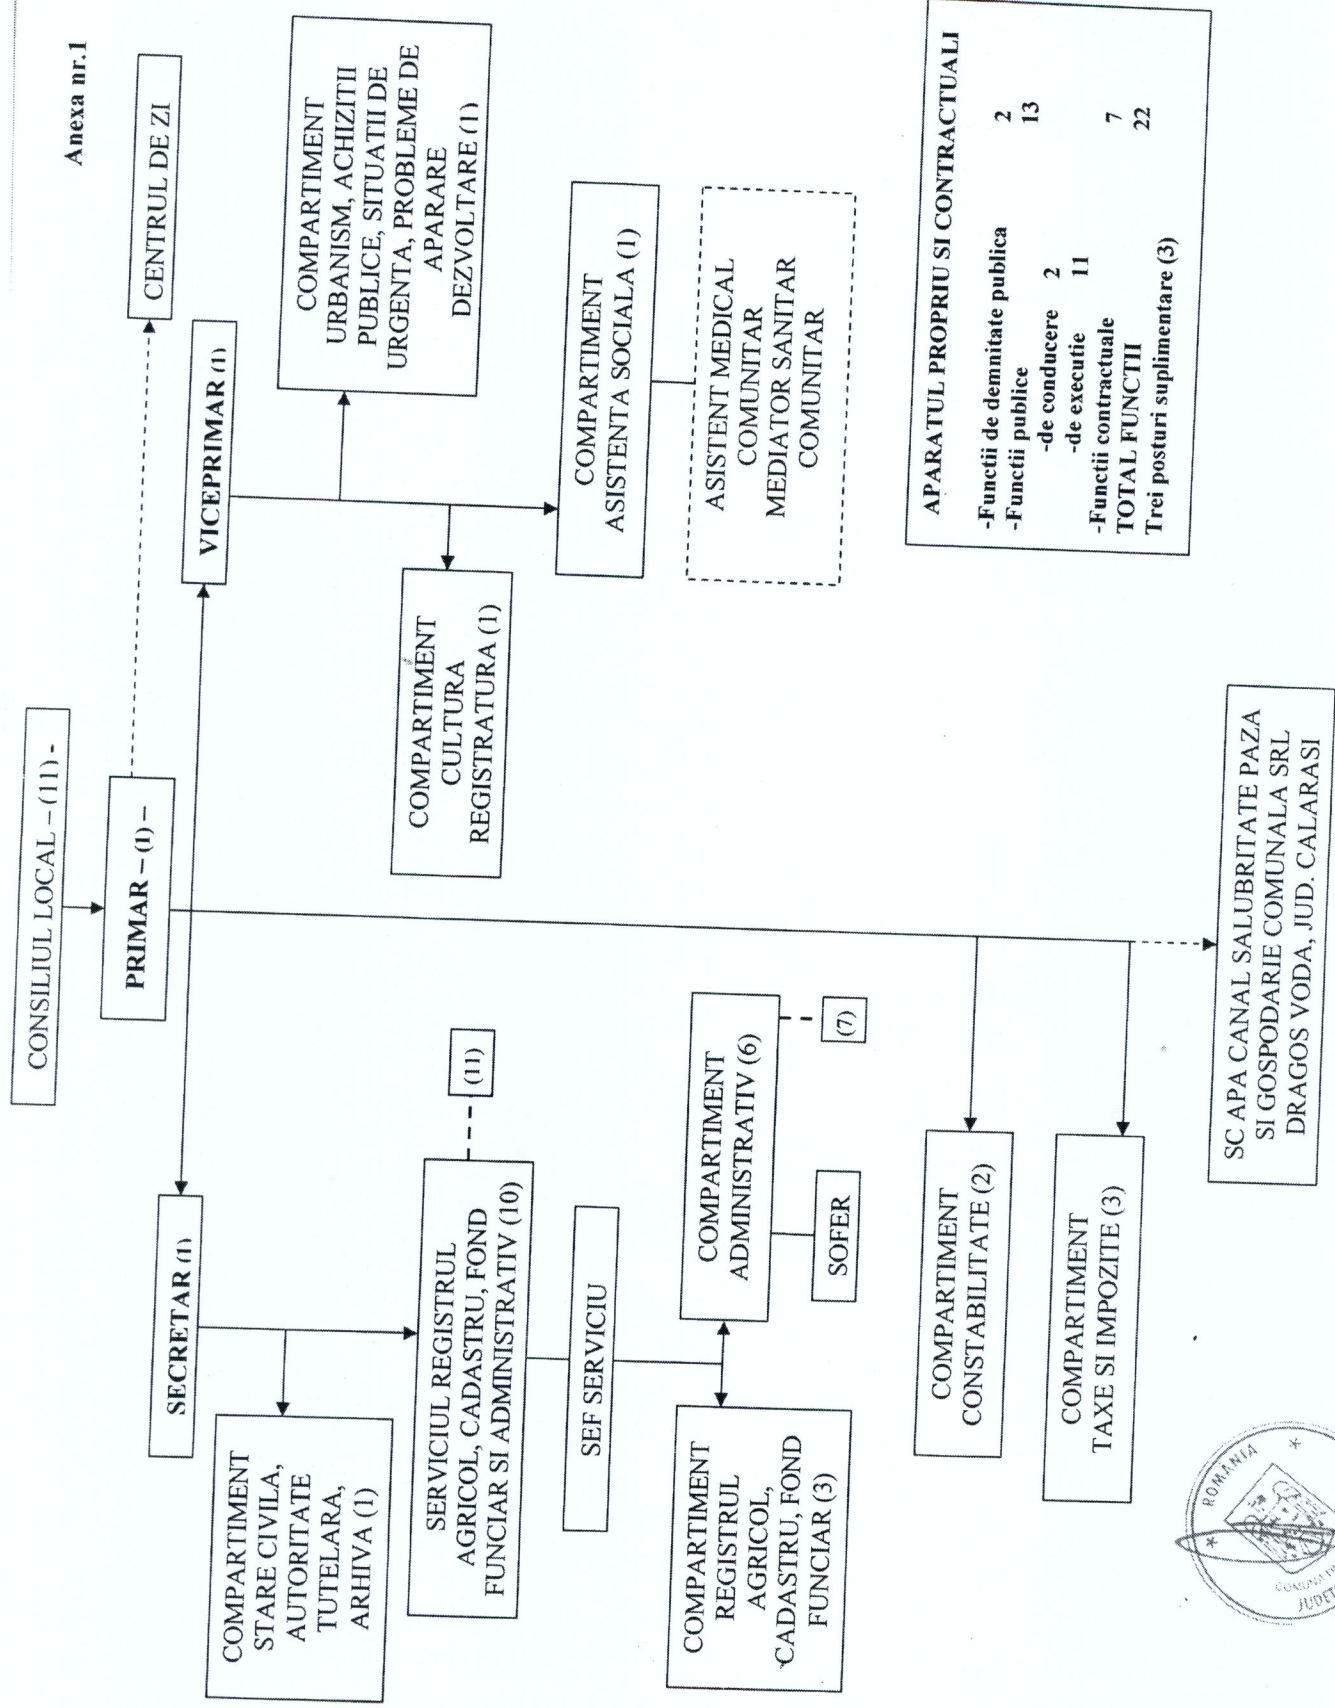 Anexa nr.1
CONSILIUL LOCAL – (11) -
PRIMAR – (1) –
CENTRUL DE ZI
SECRETAR (1)
VICEPRIMAR (1)
COMPARTIMENT
STARE CIVILA,
AUTORITATE
TUTELARA,
ARHIVA (1)
SERVICIUL REGISTRUL
AGRICOL, CADASTRU, FOND
FUNCIAR SI ADMINISTRATIV (10)
(11)
SEF SERVICIU
COMPARTIMENT
REGISTRUL
AGRICOL,
CADASTRU, FOND
FUNCIAR (3)
COMPARTIMENT
ADMINISTRATIV (6)
(7)
SOFER
COMPARTIMENT
CONSTABILITATE (2)
COMPARTIMENT
TAXE SI IMPOZITE (3)
SC APA CANAL SALUBRITATE PAZA
SI GOSPODARIE COMUNALA SRL
DRAGOS VODA, JUD. CALARASI
COMPARTIMENT
URBANISM, ACHIZITII
PUBLICE, SITUATII DE
URGENTA, PROBLEME DE
APARARE
DEZVOLTARE (1)
COMPARTIMENT
CULTURA
REGISTRATURA (1)
COMPARTIMENT
ASISTENTA SOCIALA (1)
ASISTENT MEDICAL
COMUNITAR
MEDIATOR SANITAR
COMUNITAR
APARATUL PROPRIU SI CONTRACTUALI
-Functii de demnitate publica 2
-Functii publice 13
-de conducere 2
-de executie 11
-Functii contractuale 7
TOTAL FUNCTII 22
Trei posturi suplimentare (3)
ROMÂNIA
COMUNA